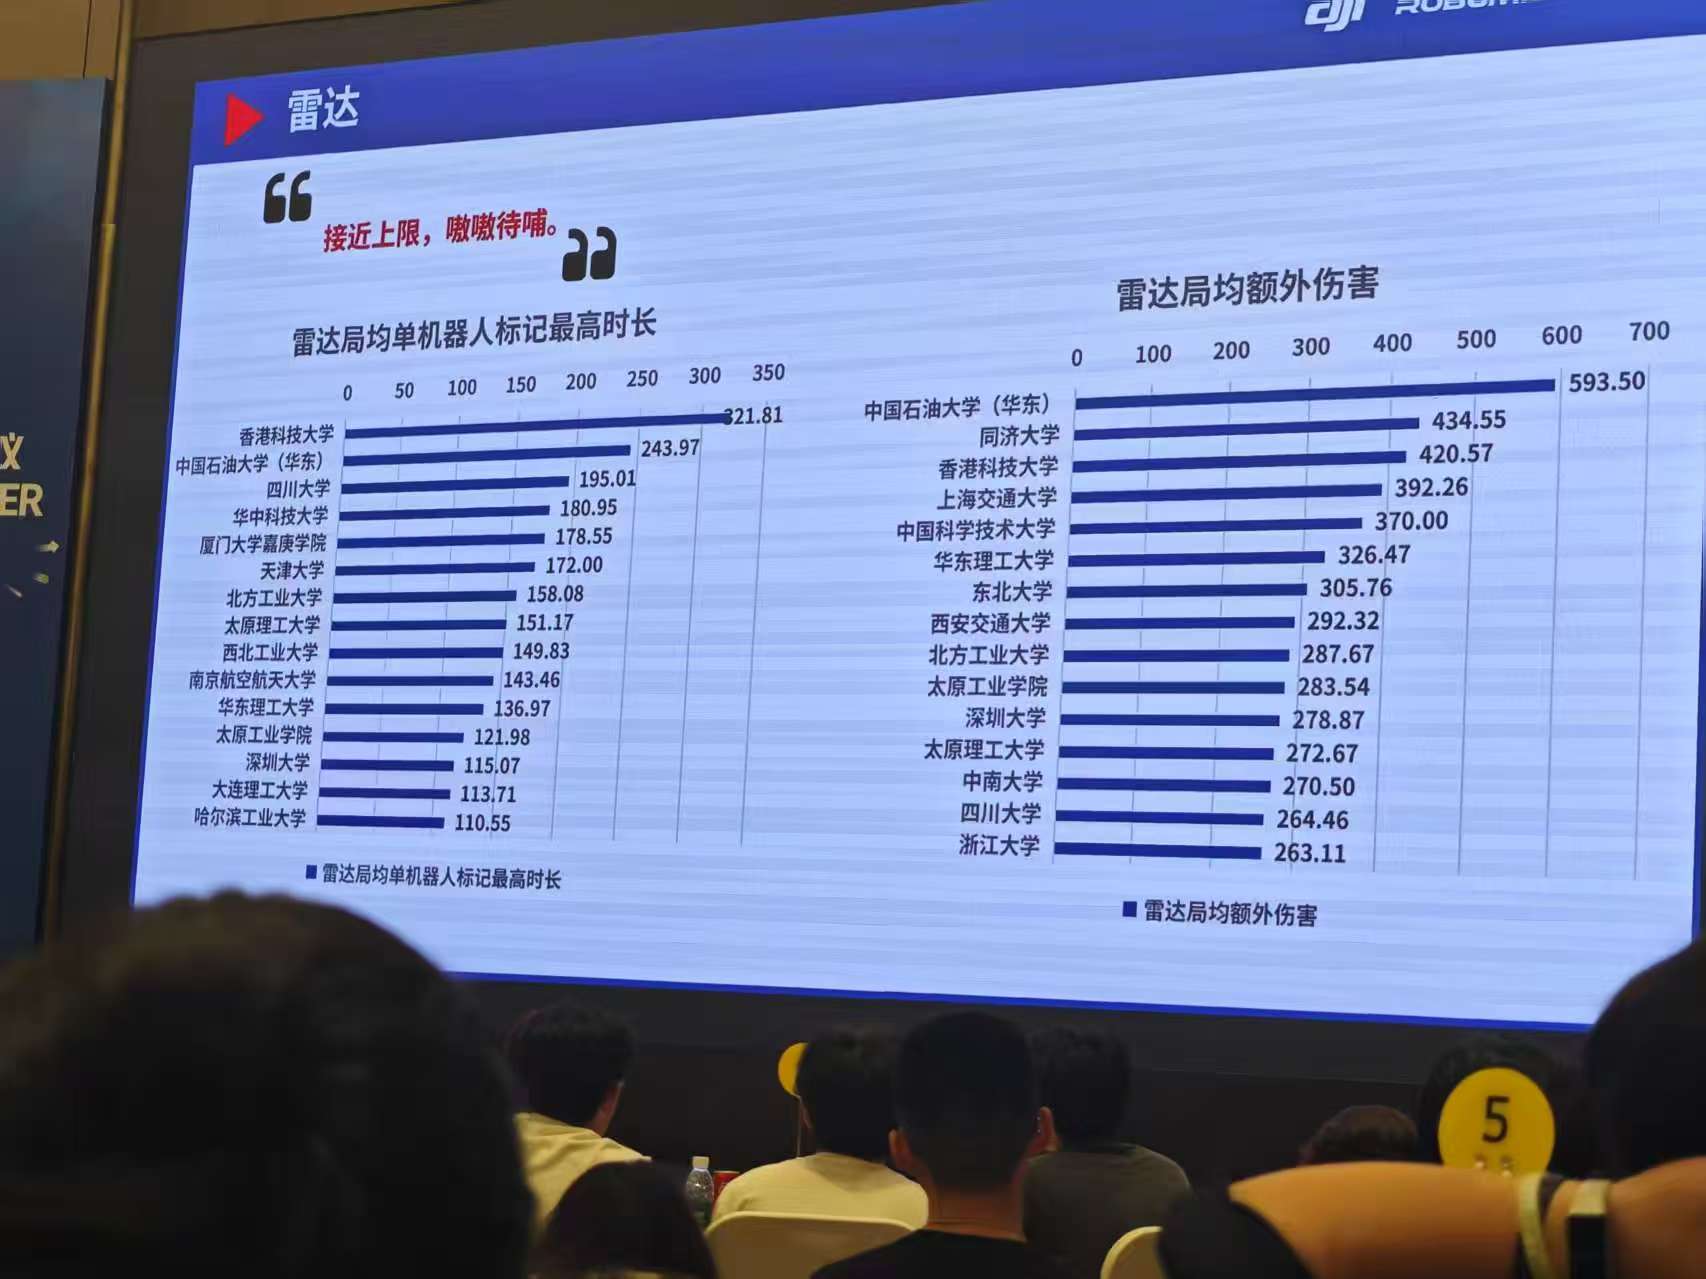 雷达
接近上限，嗷嗷待哺。
雷达局均单机器人标记最高时长
0 50 100 150 200 250 300 350
香港科技大学 321.81
中国石油大学（华东） 243.97
四川大学 195.01
华中科技大学 180.95
厦门大学嘉庚学院 178.55
天津大学 172.00
北方工业大学 158.08
太原理工大学 151.17
西北工业大学 149.83
南京航空航天大学 143.46
华东理工大学 136.97
太原工业学院 121.98
深圳大学 115.07
大连理工大学 113.71
哈尔滨工业大学 110.55
雷达局均单机器人标记最高时长
雷达局均额外伤害
0 100 200 300 400 500 600 700
中国石油大学（华东） 593.50
同济大学 434.55
香港科技大学 420.57
上海交通大学 392.26
中国科学技术大学 370.00
华东理工大学 326.47
东北大学 305.76
西安交通大学 292.32
北方工业大学 287.67
太原工业学院 283.54
深圳大学 278.87
太原理工大学 272.67
中南大学 270.50
四川大学 264.46
浙江大学 263.11
雷达局均额外伤害
ER
5